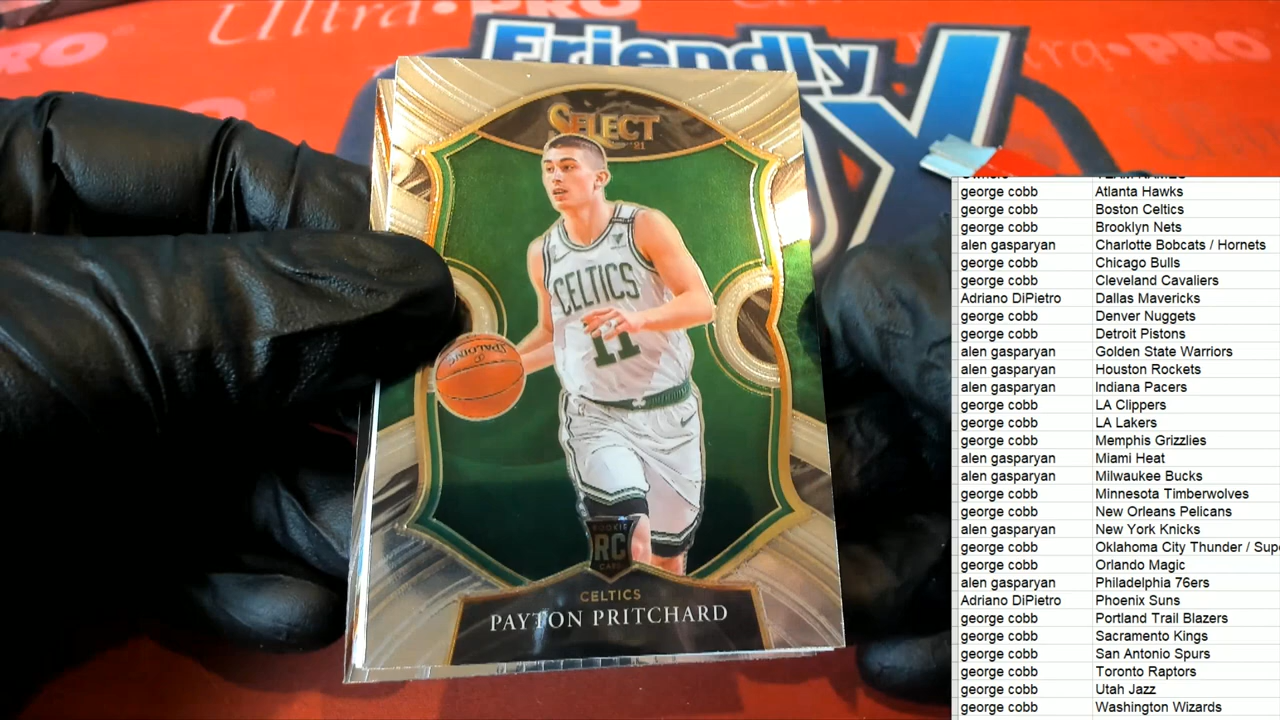 Ultra PRO
PRO
Ultra PRO
Friendly
SELECT
CELTICS
11
SPALDING
ROOKIE
RC
CARD
CELTICS
PAYTON PRITCHARD
george cobb Atlanta Hawks
george cobb Boston Celtics
george cobb Brooklyn Nets
alen gasparyan Charlotte Bobcats / Hornets
george cobb Chicago Bulls
george cobb Cleveland Cavaliers
Adriano DiPietro Dallas Mavericks
george cobb Denver Nuggets
george cobb Detroit Pistons
alen gasparyan Golden State Warriors
alen gasparyan Houston Rockets
alen gasparyan Indiana Pacers
george cobb LA Clippers
george cobb LA Lakers
george cobb Memphis Grizzlies
alen gasparyan Miami Heat
alen gasparyan Milwaukee Bucks
george cobb Minnesota Timberwolves
george cobb New Orleans Pelicans
alen gasparyan New York Knicks
george cobb Oklahoma City Thunder / Sup
george cobb Orlando Magic
alen gasparyan Philadelphia 76ers
Adriano DiPietro Phoenix Suns
george cobb Portland Trail Blazers
george cobb Sacramento Kings
george cobb San Antonio Spurs
george cobb Toronto Raptors
george cobb Utah Jazz
george cobb Washington Wizards